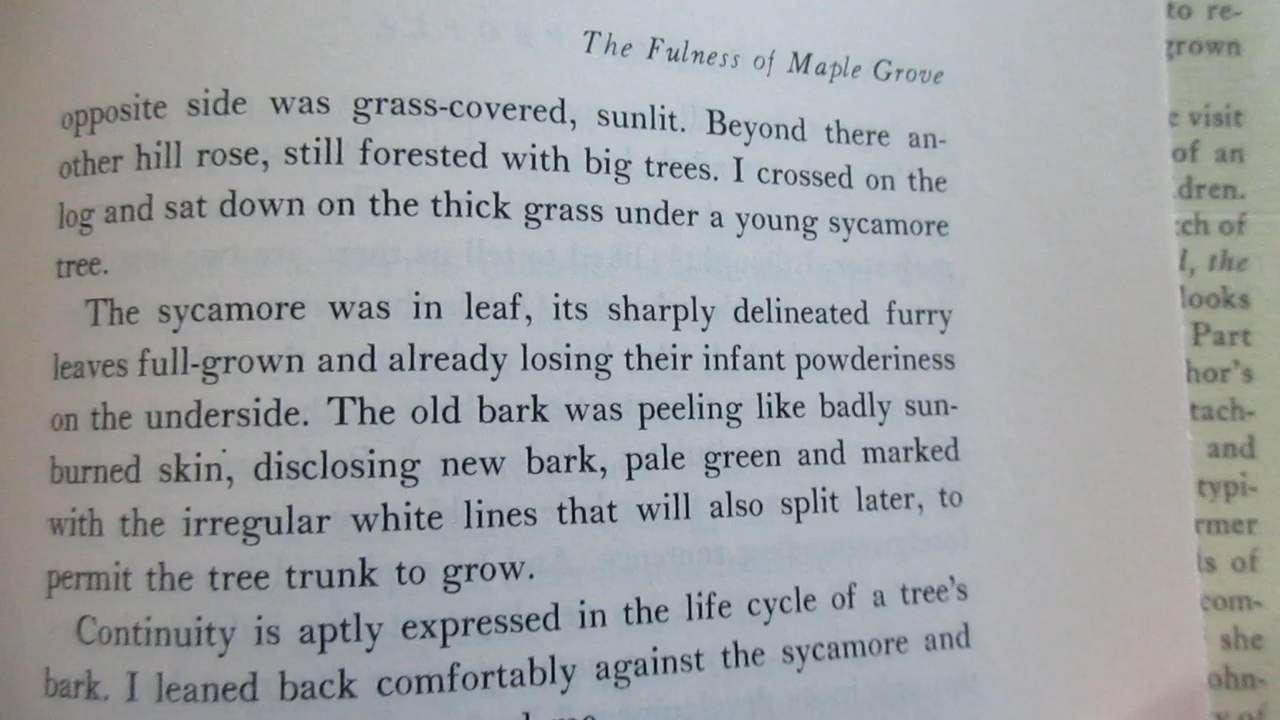 The Fulness of Maple Grove
opposite side was grass-covered, sunlit. Beyond there an-
other hill rose, still forested with big trees. I crossed on the
log and sat down on the thick grass under a young sycamore
tree.
The sycamore was in leaf, its sharply delineated furry
leaves full-grown and already losing their infant powderiness
on the underside. The old bark was peeling like badly sun-
burned skin, disclosing new bark, pale green and marked
with the irregular white lines that will also split later, to
permit the tree trunk to grow.
Continuity is aptly expressed in the life cycle of a tree's
bark. I leaned back comfortably against the sycamore and
to re-
grown
visit
of an
dren.
of
the
looks
Part
hor's
tach-
and
typi-
rmer
of
com-
she
ohn-
of